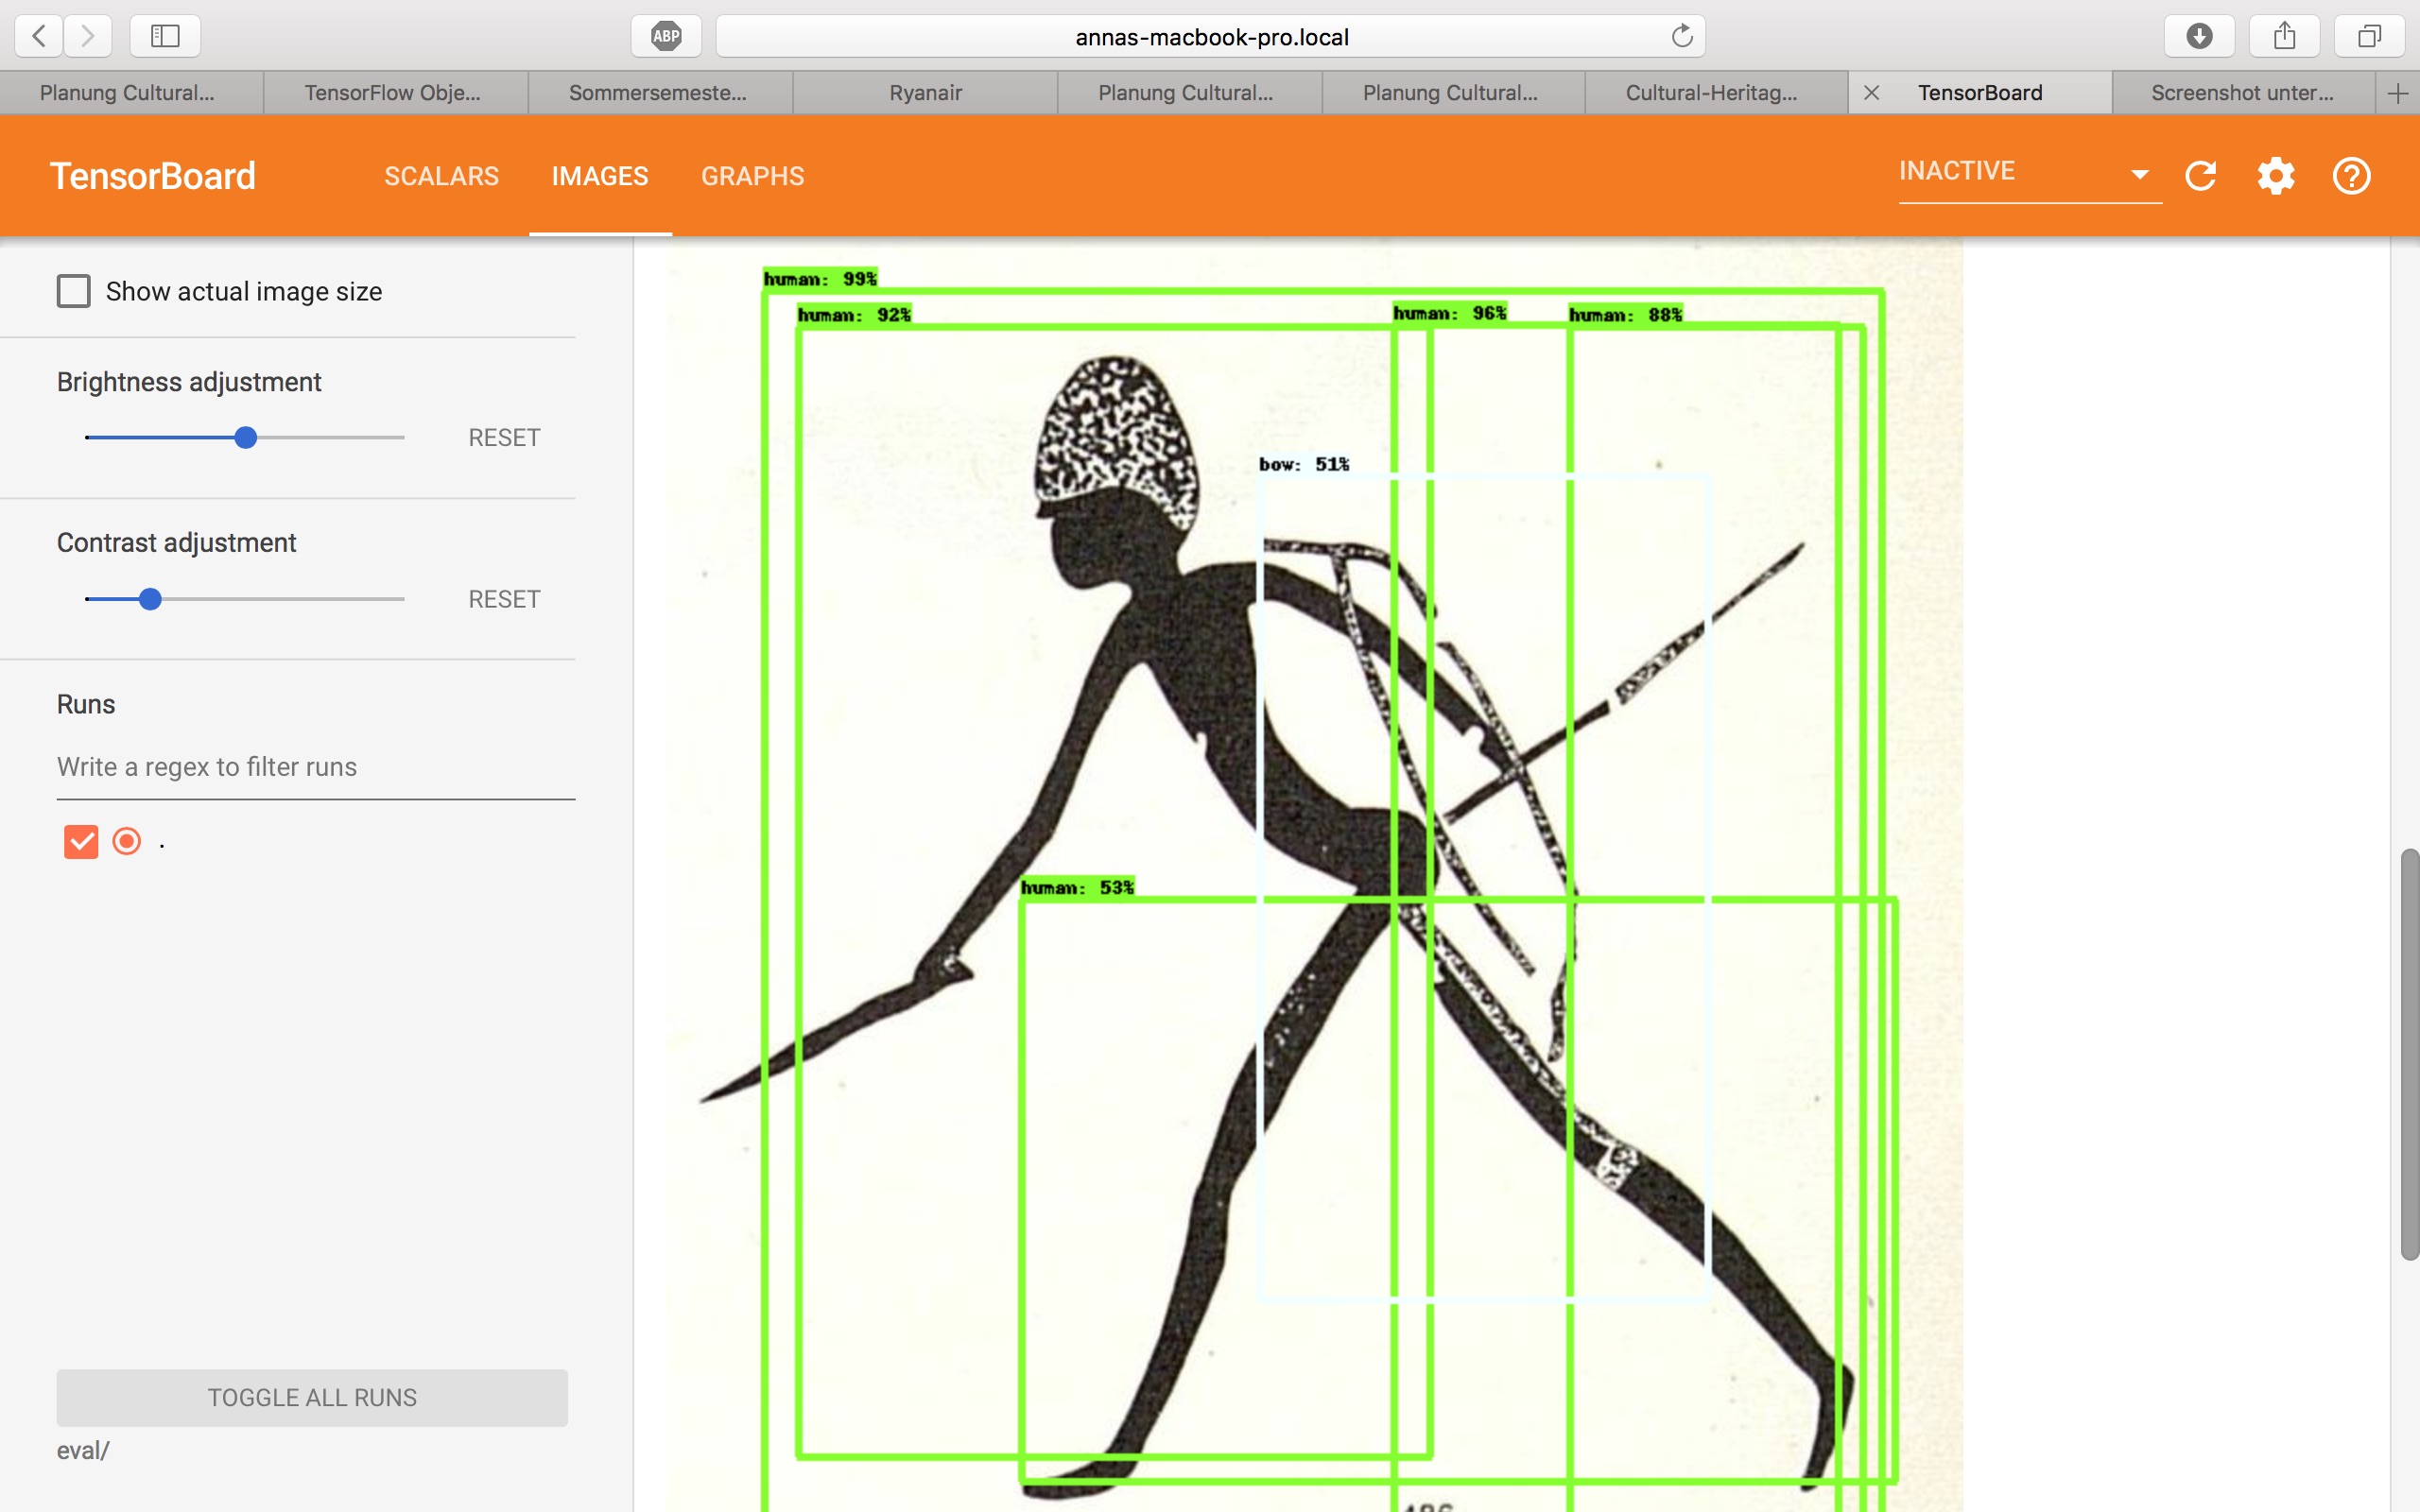 ABP
annas-macbook-pro.local
Planung Cultural...
TensorFlow Obje...
Sommersemeste...
Ryanair
Planung Cultural...
Planung Cultural...
Cultural-Heritag...
TensorBoard
Screenshot unter...
TensorBoard
SCALARS
IMAGES
GRAPHS
INACTIVE
Show actual image size
Brightness adjustment
RESET
Contrast adjustment
RESET
Runs
Write a regex to filter runs
.
TOGGLE ALL RUNS
eval/
human: 99%
human: 92%
human: 96%
human: 88%
bow: 51%
human: 53%